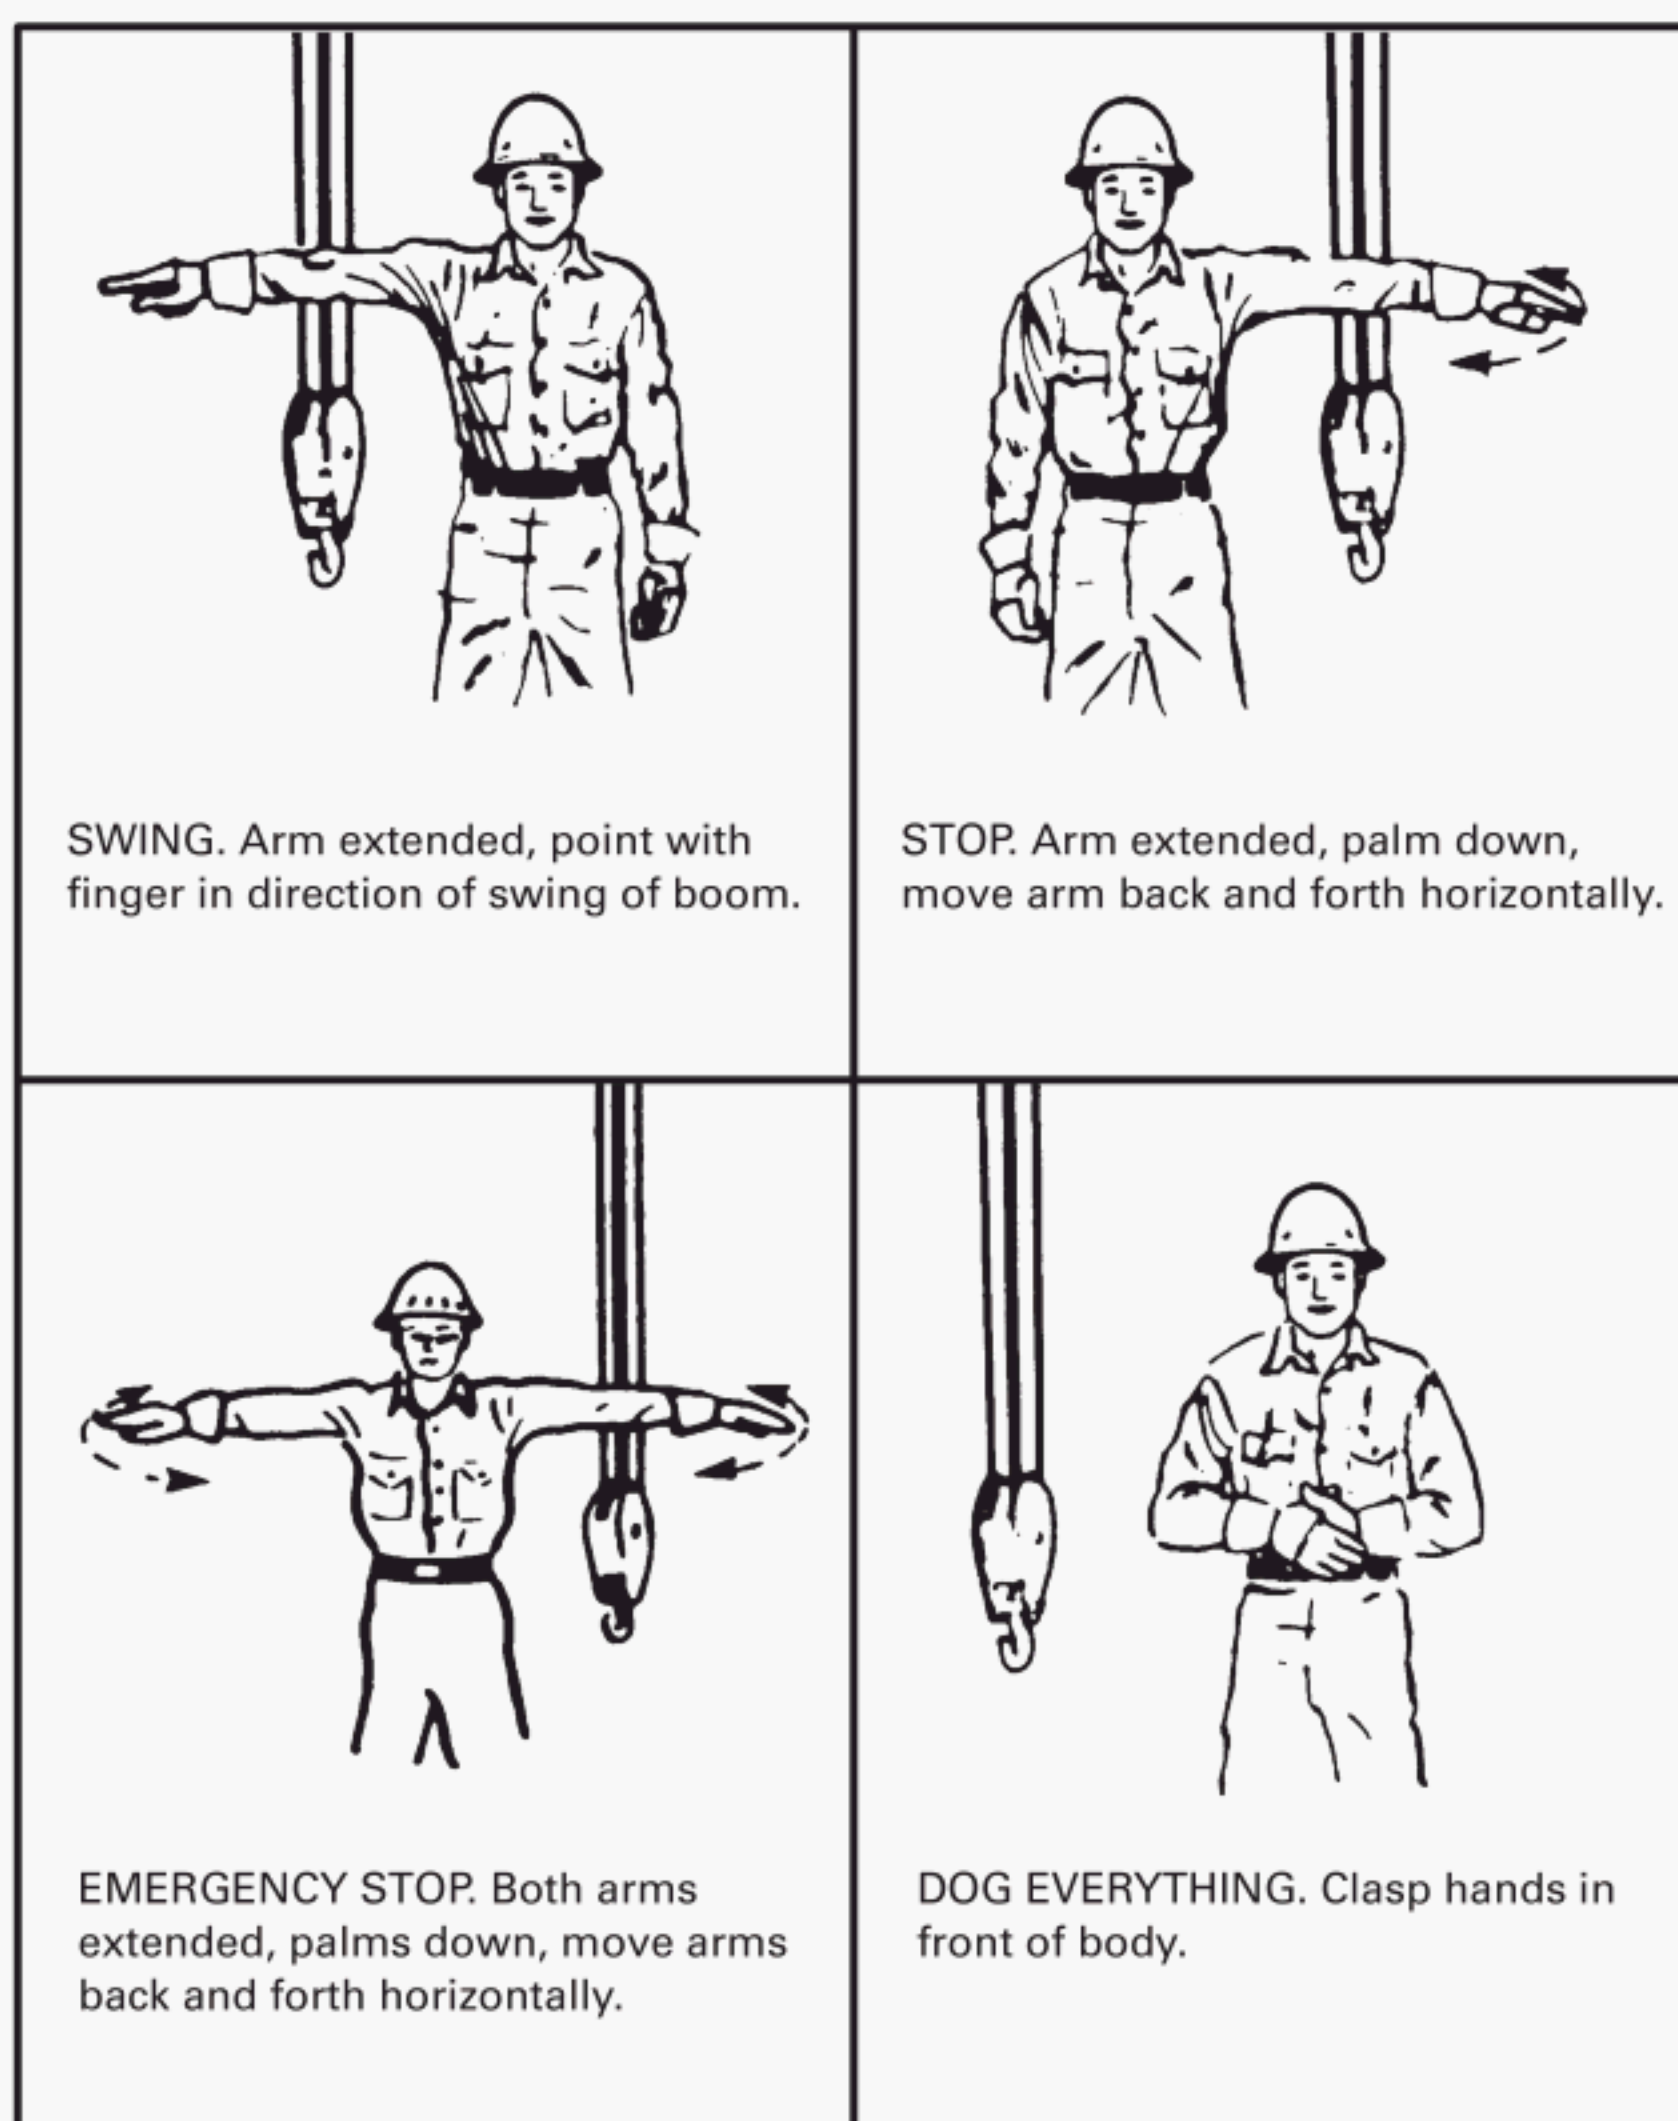 SWING. Arm extended, point with
finger in direction of swing of boom.
STOP. Arm extended, palm down,
move arm back and forth horizontally.
EMERGENCY STOP. Both arms
extended, palms down, move arms
back and forth horizontally.
DOG EVERYTHING. Clasp hands in
front of body.